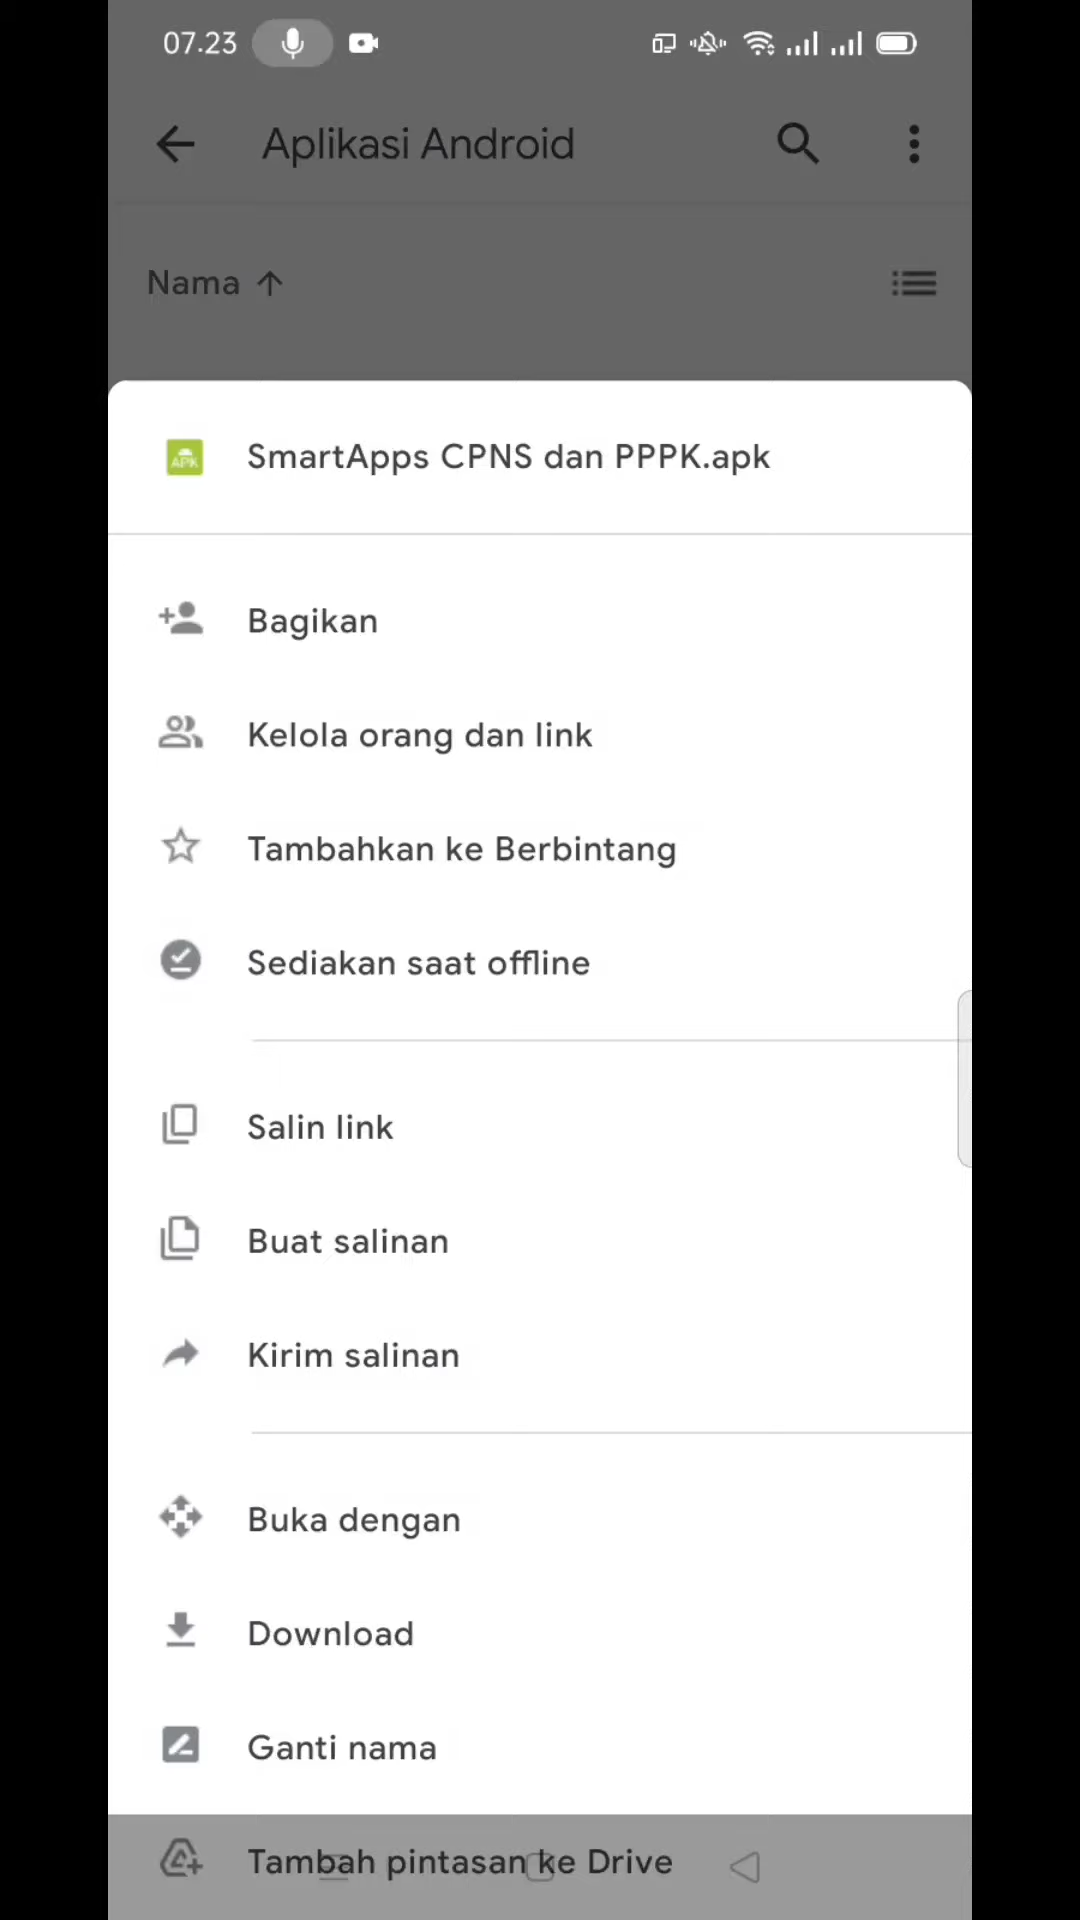 07.23
Aplikasi Android
Nama
APK
SmartApps CPNS dan PPPK.apk
Bagikan
Kelola orang dan link
Tambahkan ke Berbintang
Sediakan saat offline
Salin link
Buat salinan
Kirim salinan
Buka dengan
Download
Ganti nama
Tambah pintasan ke Drive